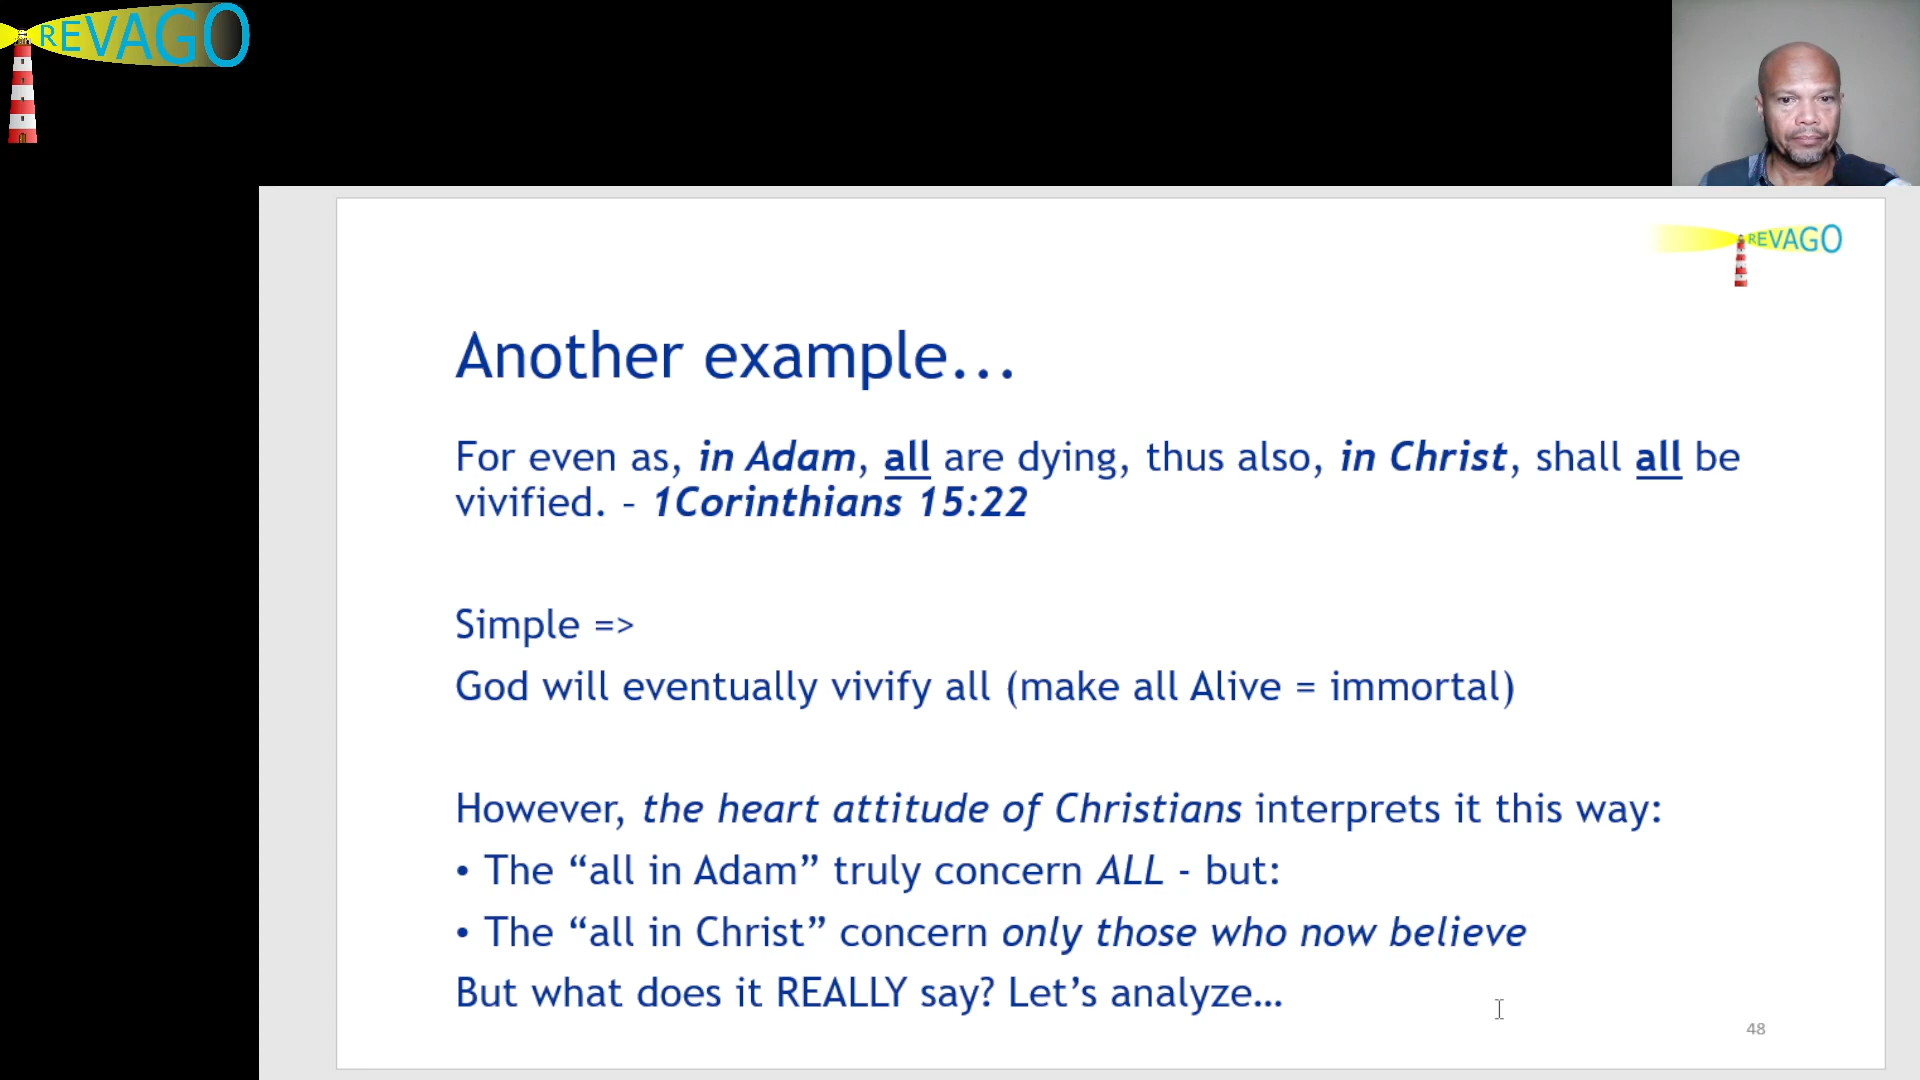 REVAGO
REVAGO
Another example...
For even as, in Adam, all are dying, thus also, in Christ, shall all be
vivified. – 1Corinthians 15:22
Simple =>
God will eventually vivify all (make all Alive = immortal)
However, the heart attitude of Christians interprets it this way:
• The “all in Adam” truly concern ALL - but:
• The “all in Christ” concern only those who now believe
But what does it REALLY say? Let’s analyze…
48